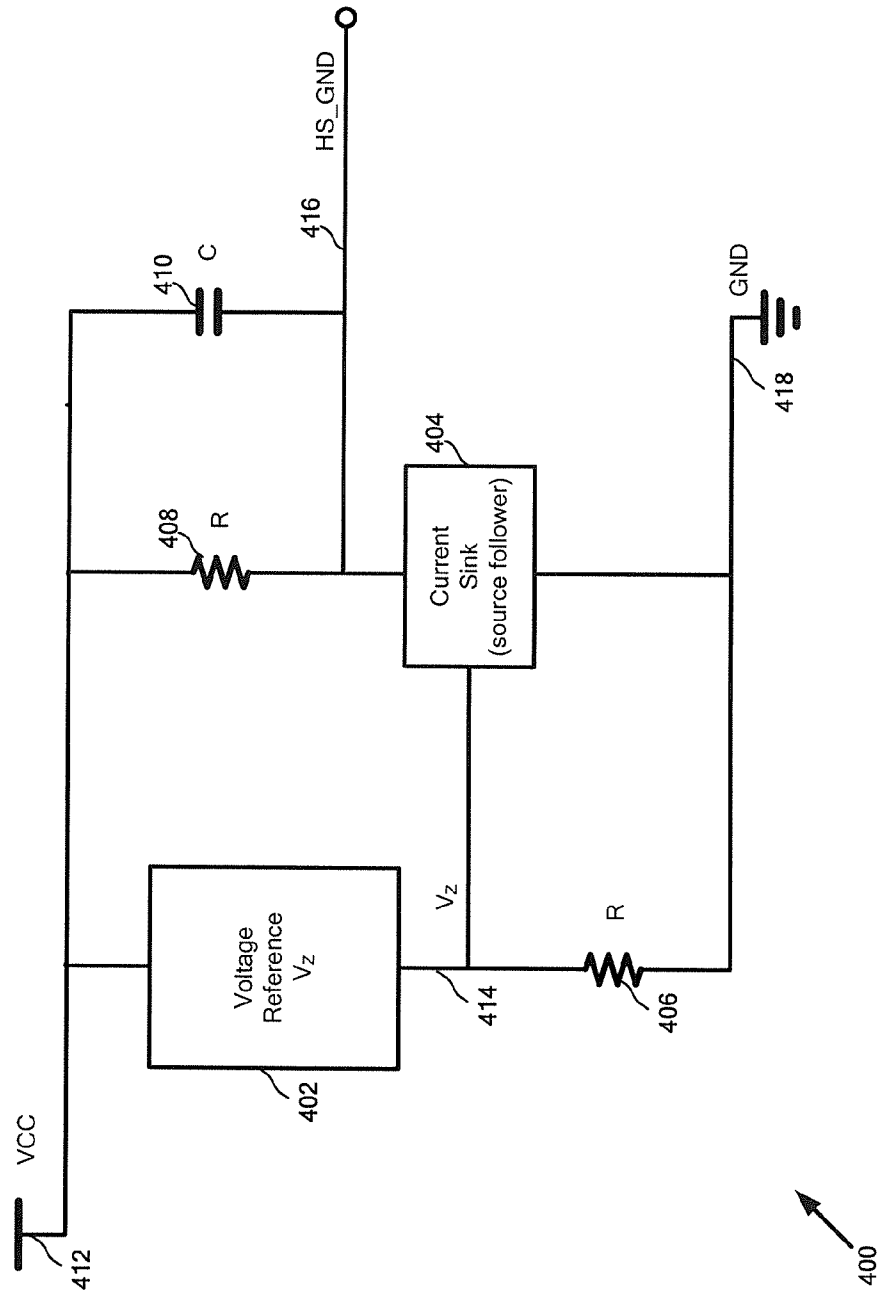 VCC
412
Voltage
Reference
VZ
402
414
VZ
R
406
408
R
410
C
416
HS_GND
404
Current
Sink
(source follower)
GND
418
400